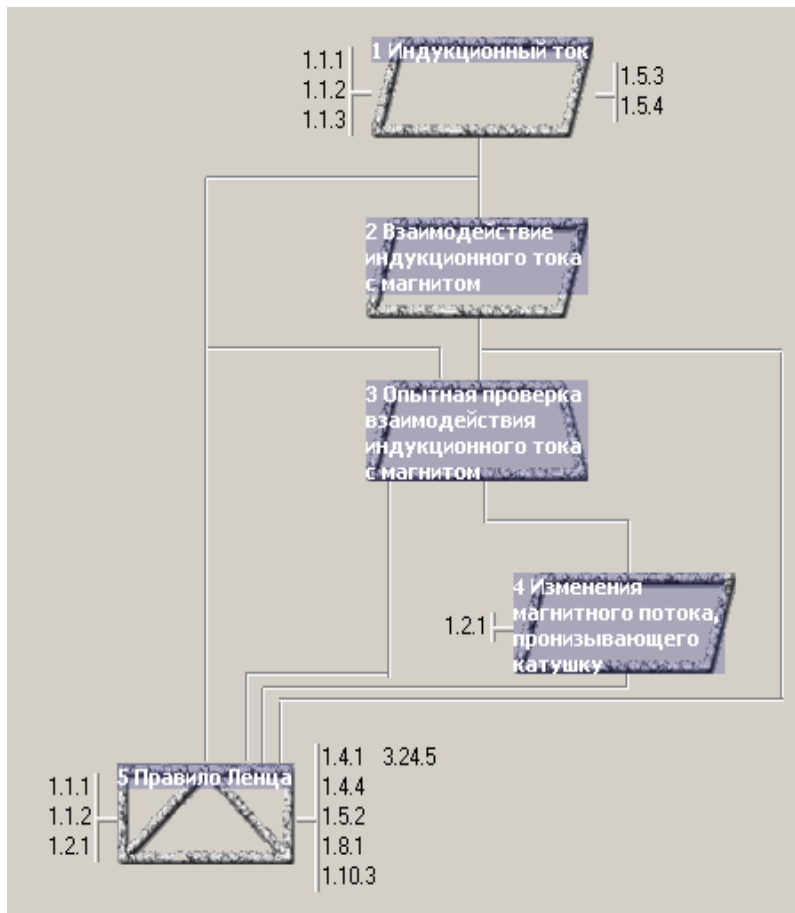 1 Индукционный ток
1.1.1
1.1.2
1.1.3
1.5.3
1.5.4
2 Взаимодействие
индукционного тока
с магнитом
3 Опытная проверка
взаимодействия
индукционного тока
с магнитом
4 Изменения
магнитного потока,
пронизывающего
катушку
1.2.1
5 Правило Ленца
1.1.1
1.1.2
1.2.1
1.4.1 3.24.5
1.4.4
1.5.2
1.8.1
1.10.3